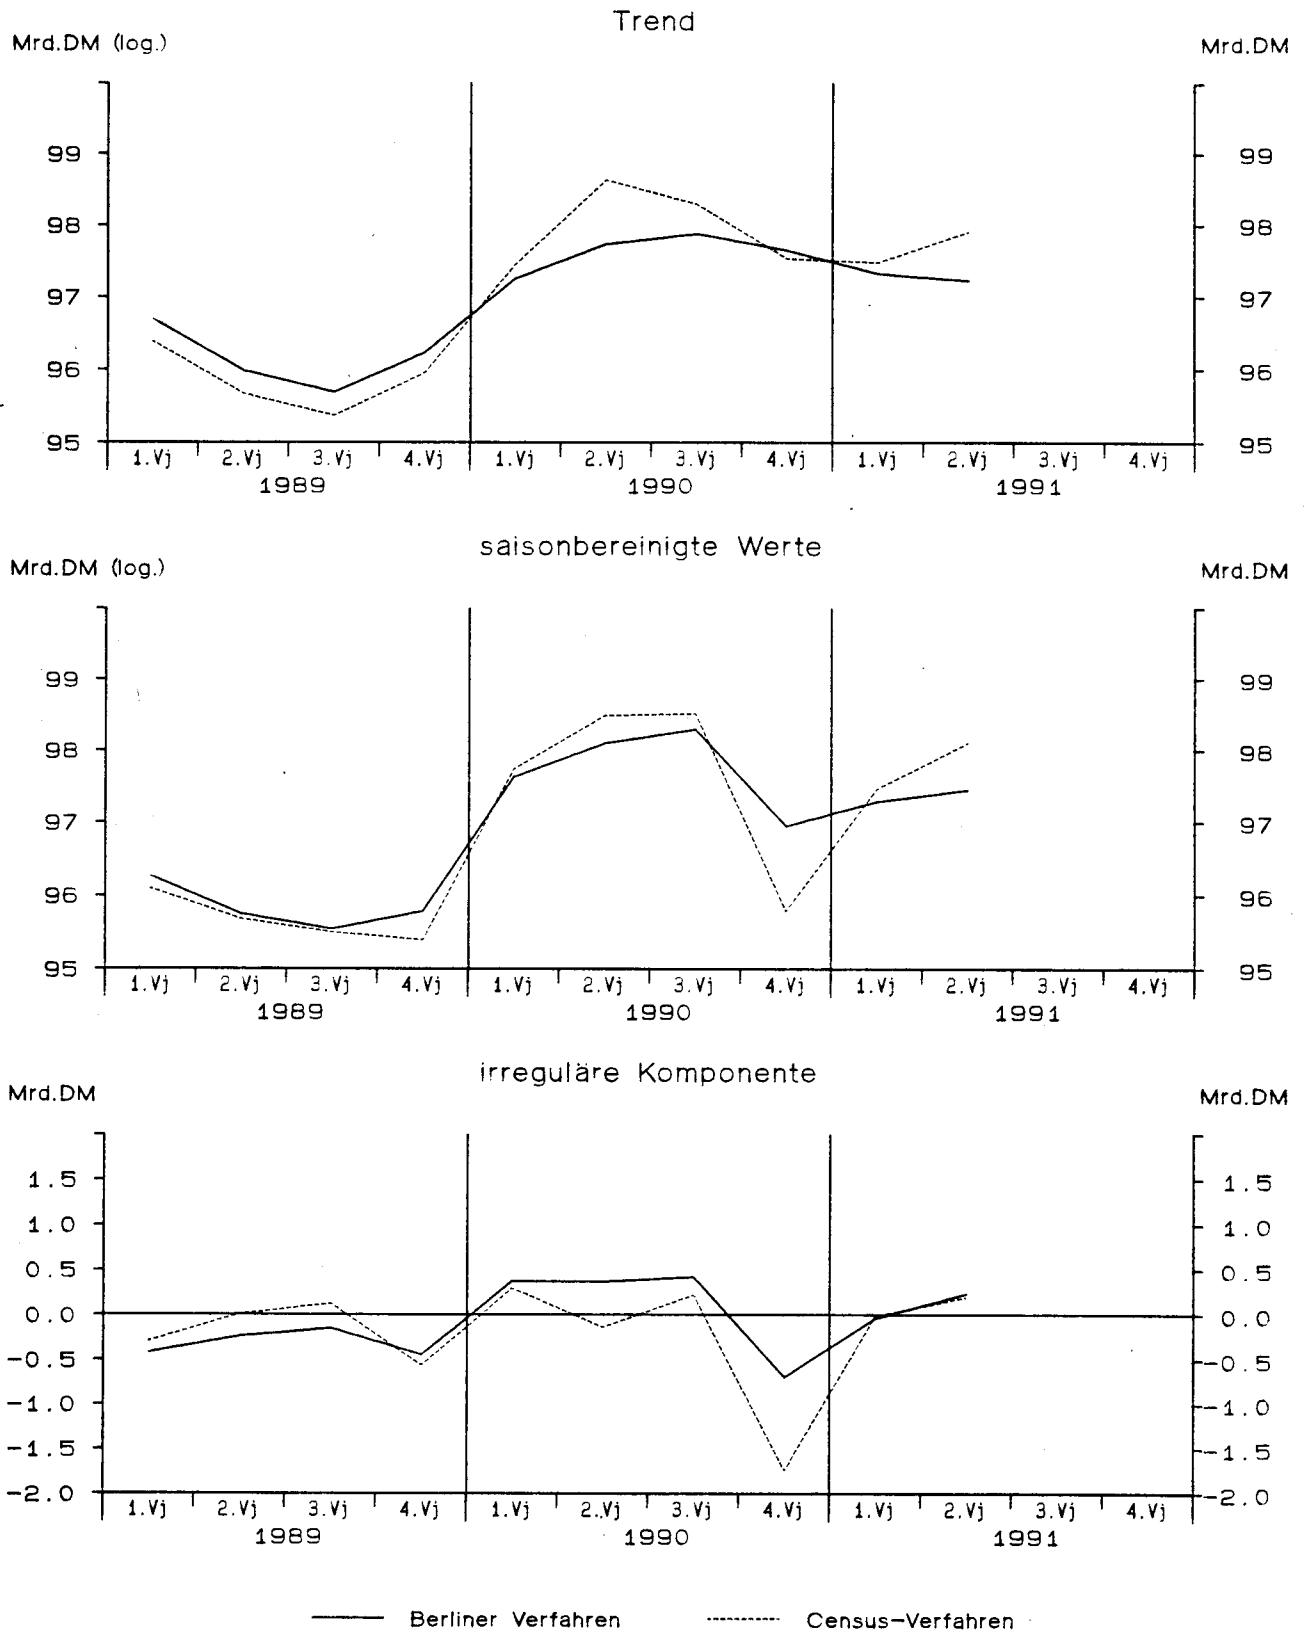 Trend
Mrd.DM (log.) Mrd.DM
99 99
98 98
97 97
96 96
95 95
1.Vj 2.Vj 3.Vj 4.Vj 1.Vj 2.Vj 3.Vj 4.Vj 1.Vj 2.Vj 3.Vj 4.Vj
1989 1990 1991
saisonbereinigte Werte
Mrd.DM (log.) Mrd.DM
99 99
98 98
97 97
96 96
95 95
1.Vj 2.Vj 3.Vj 4.Vj 1.Vj 2.Vj 3.Vj 4.Vj 1.Vj 2.Vj 3.Vj 4.Vj
1989 1990 1991
irreguläre Komponente
Mrd.DM Mrd.DM
1.5 1.5
1.0 1.0
0.5 0.5
0.0 0.0
-0.5 -0.5
-1.0 -1.0
-1.5 -1.5
-2.0 -2.0
1.Vj 2.Vj 3.Vj 4.Vj 1.Vj 2.Vj 3.Vj 4.Vj 1.Vj 2.Vj 3.Vj 4.Vj
1989 1990 1991
Berliner Verfahren Census-Verfahren